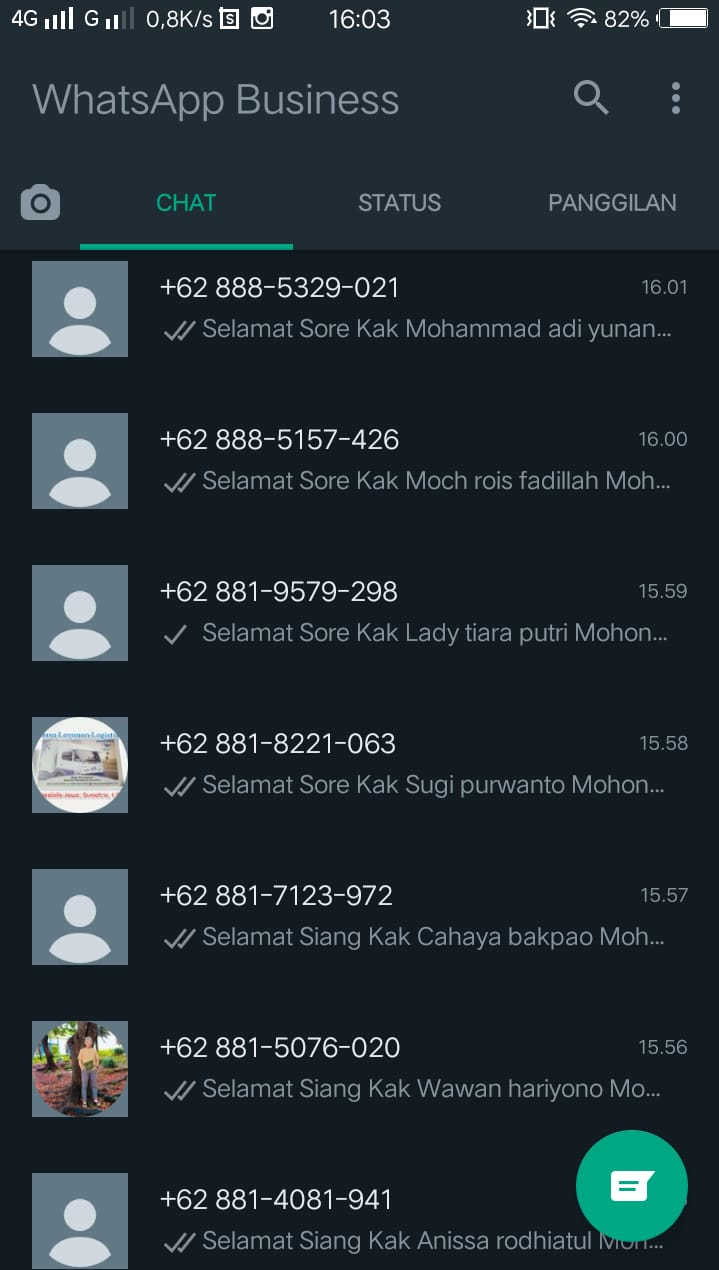 4G G 0,8K/s S 16:03 82%
WhatsApp Business
CHAT STATUS PANGGILAN
+62 888-5329-021 16.01
Selamat Sore Kak Mohammad adi yunan...
+62 888-5157-426 16.00
Selamat Sore Kak Moch rois fadillah Moh...
+62 881-9579-298 15.59
Selamat Sore Kak Lady tiara putri Mohon...
+62 881-8221-063 15.58
Selamat Sore Kak Sugi purwanto Mohon...
+62 881-7123-972 15.57
Selamat Siang Kak Cahaya bakpao Moh...
+62 881-5076-020 15.56
Selamat Siang Kak Wawan hariyono Mo...
+62 881-4081-941
Selamat Siang Kak Anissa rodhiatul Moh...